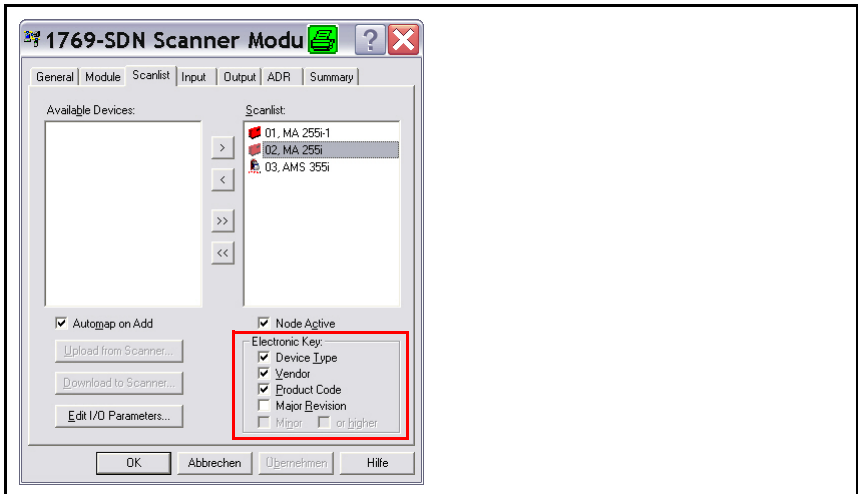 1769-SDN Scanner Modu
General Module Scanlist Input Output ADR Summary
Available Devices:
Scanlist:
01, MA 255i-1
02, MA 255i
03, AMS 355i
>
<
>>
<<
Automap on Add
Node Active
Upload from Scanner...
Download to Scanner...
Edit I/O Parameters...
Electronic Key:
Device Type
Vendor
Product Code
Major Revision
Minor or higher
OK Abbrechen Übernehmen Hilfe